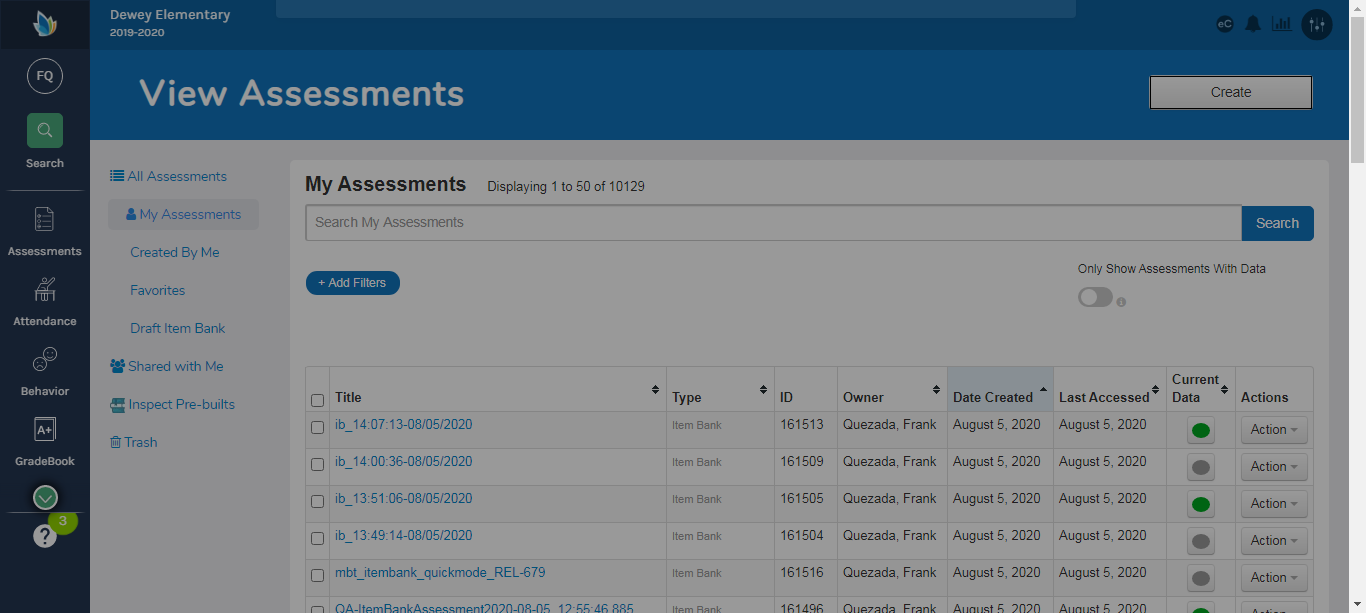 Dewey Elementary
2019-2020
eC
FQ
Search
Assessments
Attendance
Behavior
A+
GradeBook
3
?
View Assessments
Create
All Assessments
My Assessments
Created By Me
Favorites
Draft Item Bank
Shared with Me
Inspect Pre-builts
Trash
My Assessments Displaying 1 to 50 of 10129
Search My Assessments Search
+ Add Filters
Only Show Assessments With Data
Title Type ID Owner Date Created Last Accessed Current Data Actions
ib_14:07:13-08/05/2020 Item Bank 161513 Quezada, Frank August 5, 2020 August 5, 2020 Action
ib_14:00:36-08/05/2020 Item Bank 161509 Quezada, Frank August 5, 2020 August 5, 2020 Action
ib_13:51:06-08/05/2020 Item Bank 161505 Quezada, Frank August 5, 2020 August 5, 2020 Action
ib_13:49:14-08/05/2020 Item Bank 161504 Quezada, Frank August 5, 2020 August 5, 2020 Action
mbt_itembank_quickmode_REL-679 Item Bank 161516 Quezada, Frank August 5, 2020 August 5, 2020 Action
QA-ItemBankAssessment2020-08-05_12:55:46.885 Item Bank 161496 Quezada, Frank August 5, 2020 August 5, 2020 Action